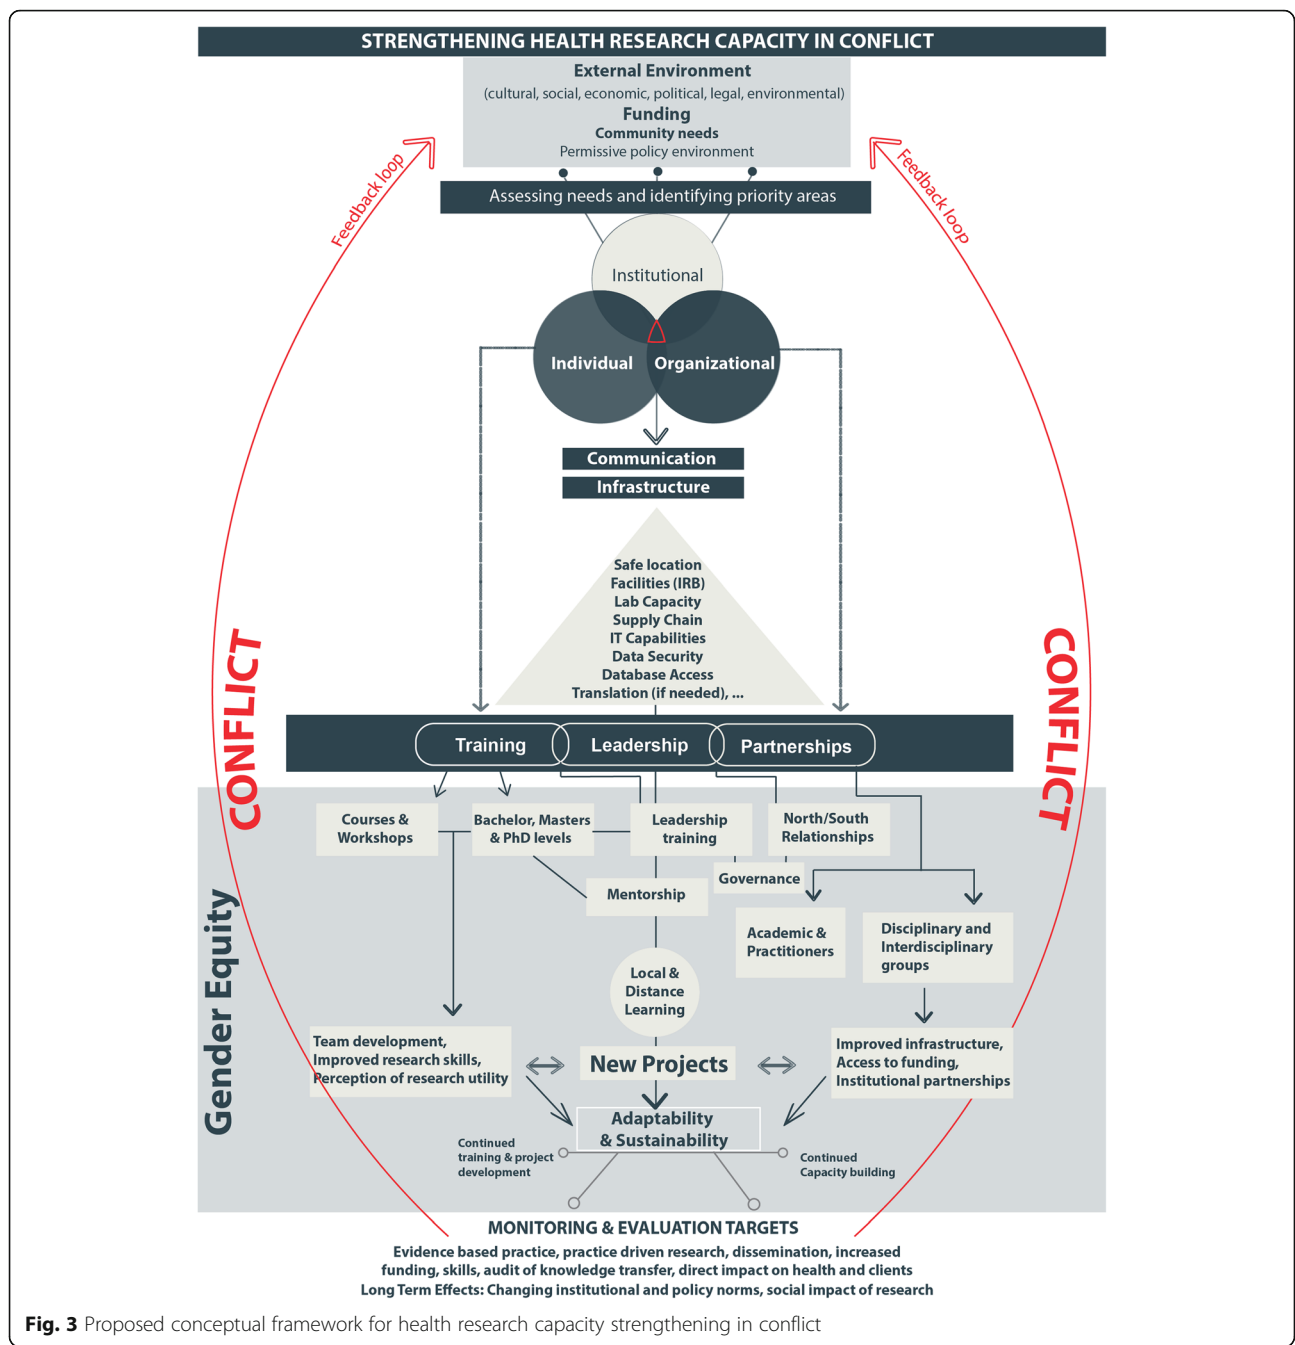 STRENGTHENING HEALTH RESEARCH CAPACITY IN CONFLICT
External Environment
(cultural, social, economic, political, legal, environmental)
Funding
Community needs
Permissive policy environment
Feedback loop
Feedback loop
Assessing needs and identifying priority areas
Institutional
Individual
Organizational
Communication
Infrastructure
Safe location
Facilities (IRB)
Lab Capacity
Supply Chain
IT Capabilities
Data Security
Database Access
Translation (if needed), ...
CONFLICT
CONFLICT
Training
Leadership
Partnerships
Courses &
Workshops
Bachelor, Masters
& PhD levels
Leadership
training
North/South
Relationships
Governance
Mentorship
Academic &
Practitioners
Disciplinary and
Interdisciplinary
groups
Gender Equity
Local &
Distance
Learning
Team development,
Improved research skills,
Perception of research utility
New Projects
Improved infrastructure,
Access to funding,
Institutional partnerships
Adaptability
& Sustainability
Continued
training & project
development
Continued
Capacity building
MONITORING & EVALUATION TARGETS
Evidence based practice, practice driven research, dissemination, increased
funding, skills, audit of knowledge transfer, direct impact on health and clients
Long Term Effects: Changing institutional and policy norms, social impact of research
Fig. 3 Proposed conceptual framework for health research capacity strengthening in conflict